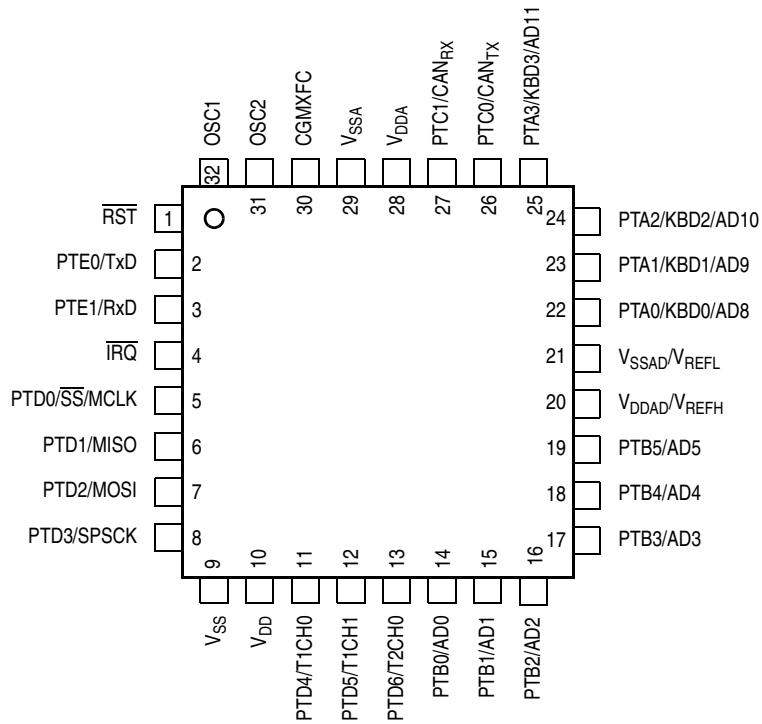 OSC1
OSC2
CGMXFC
VSSA
VDDA
PTC1/CANRX
PTC0/CANTX
PTA3/KBD3/AD11
32
31
30
29
28
27
26
25
R̅S̅T̅
1
PTE0/TxD
2
PTE1/RxD
3
I̅R̅Q̅
4
PTD0/S̅S̅/MCLK
5
PTD1/MISO
6
PTD2/MOSI
7
PTD3/SPSCK
8
24
PTA2/KBD2/AD10
23
PTA1/KBD1/AD9
22
PTA0/KBD0/AD8
21
VSSAD/VREFL
20
VDDAD/VREFH
19
PTB5/AD5
18
PTB4/AD4
17
PTB3/AD3
9
10
11
12
13
14
15
16
VSS
VDD
PTD4/T1CH0
PTD5/T1CH1
PTD6/T2CH0
PTB0/AD0
PTB1/AD1
PTB2/AD2